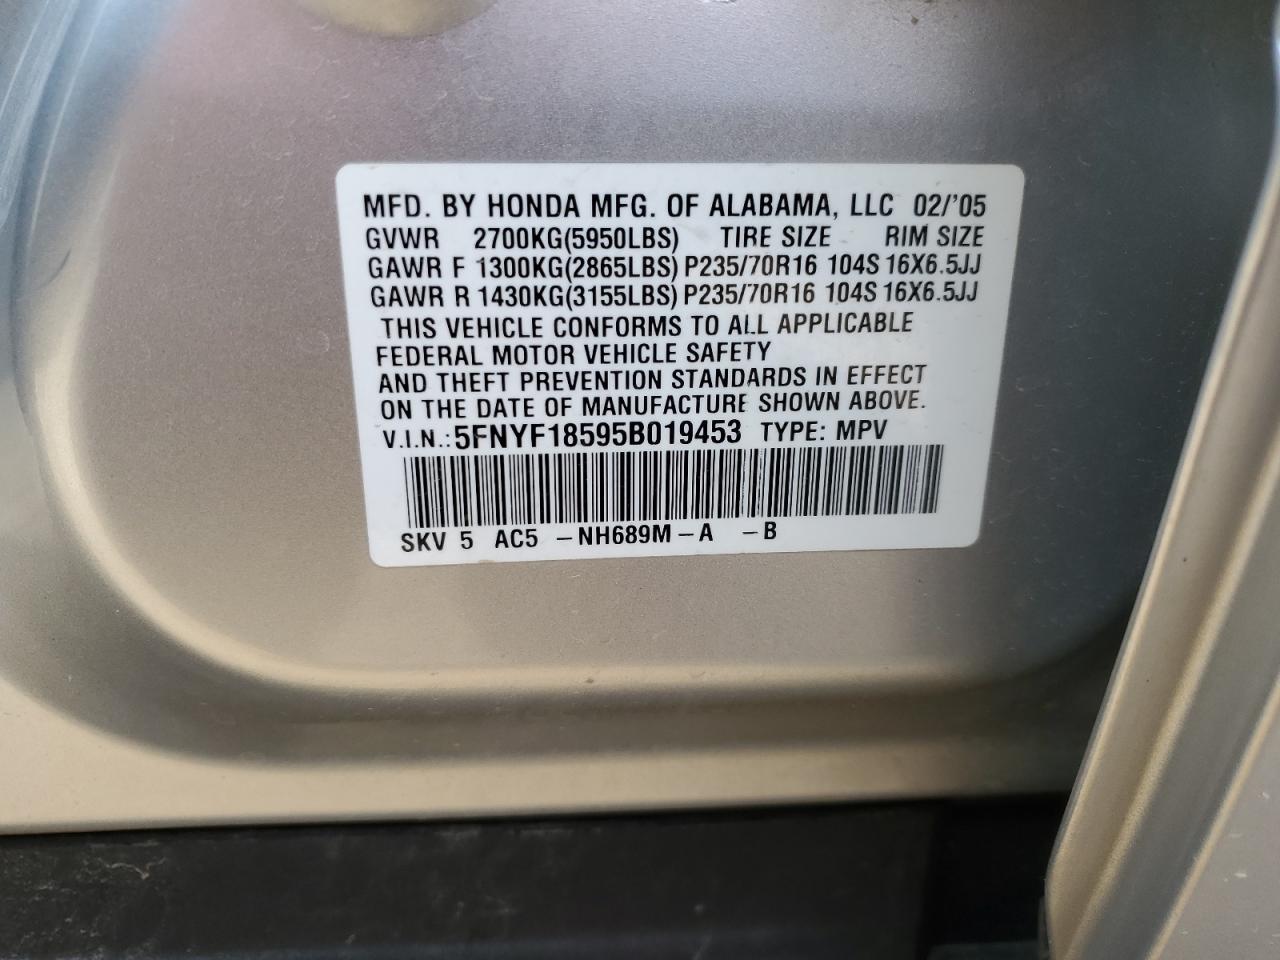 MFD. BY HONDA MFG. OF ALABAMA, LLC 02/'05
GVWR 2700KG(5950LBS) TIRE SIZE RIM SIZE
GAWR F 1300KG(2865LBS) P235/70R16 104S 16X6.5JJ
GAWR R 1430KG(3155LBS) P235/70R16 104S 16X6.5JJ
THIS VEHICLE CONFORMS TO ALL APPLICABLE
FEDERAL MOTOR VEHICLE SAFETY
AND THEFT PREVENTION STANDARDS IN EFFECT
ON THE DATE OF MANUFACTURE SHOWN ABOVE.
V.I.N.: 5FNYF18595B019453 TYPE: MPV
SKV 5 AC5 -NH689M-A -B